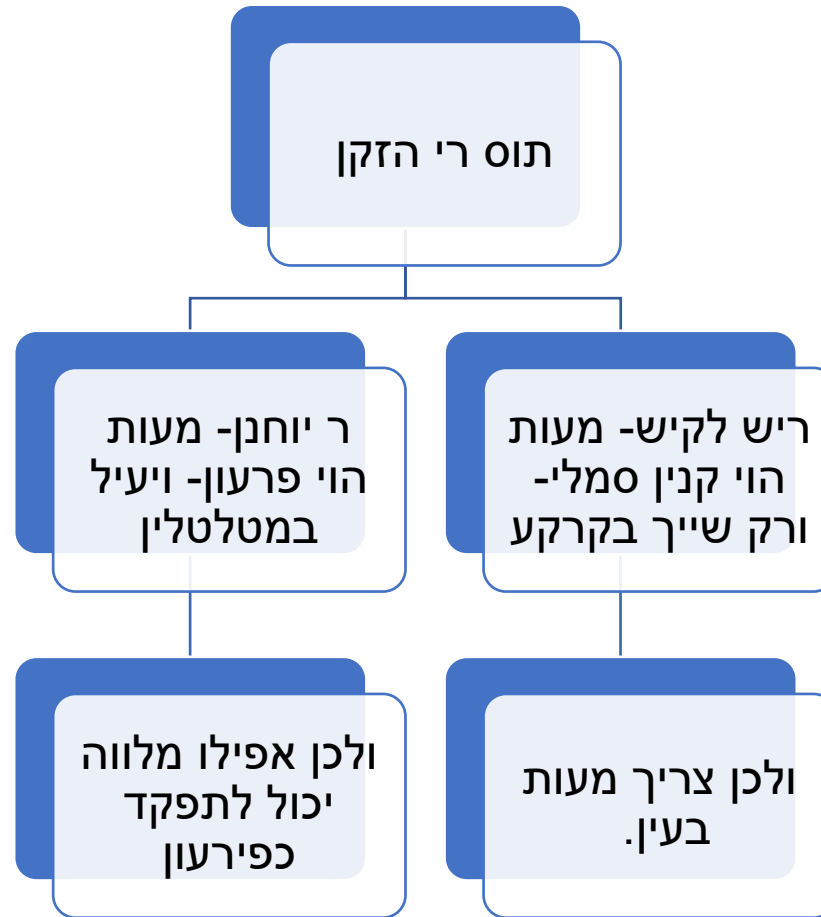 תוס רי הזקן
ריש לקיש- מעות
הוי קנין סמלי-
ורק שייך בקרקע
ר יוחנן- מעות
הוי פרעון- ויעיל
במטלטלין
ולכן צריך מעות
בעין.
ולכן אפילו מלווה
יכול לתפקד
כפירעון